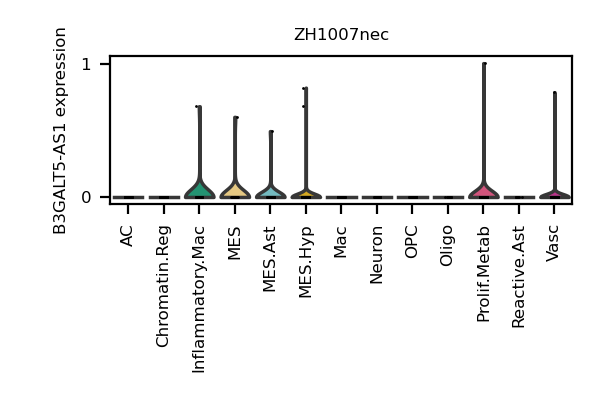 ZH1007nec
B3GALT5-AS1 expression
1
0
AC
Chromatin.Reg
Inflammatory.Mac
MES
MES.Ast
MES.Hyp
Mac
Neuron
OPC
Oligo
Prolif.Metab
Reactive.Ast
Vasc